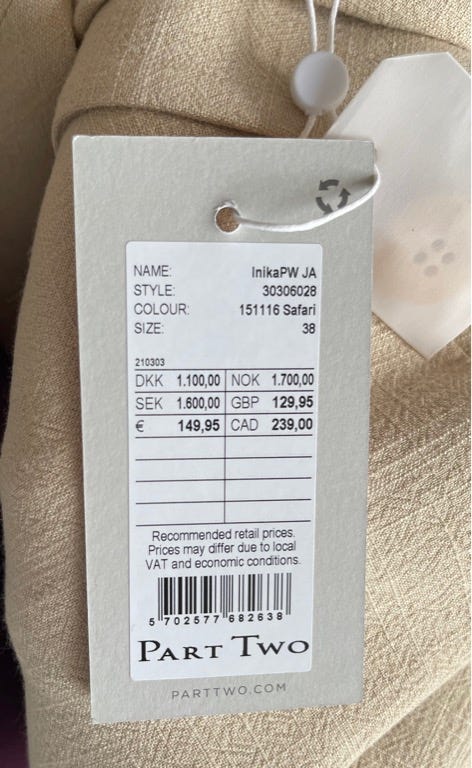 NAME: InikaPW JA
STYLE: 30306028
COLOUR: 151116 Safari
SIZE: 38
210303
DKK 1.100,00 NOK 1.700,00
SEK 1.600,00 GBP 129,95
€ 149,95 CAD 239,00
Recommended retail prices.
Prices may differ due to local
VAT and economic conditions.
5 702577 682638
PART TWO
PARTTWO.COM